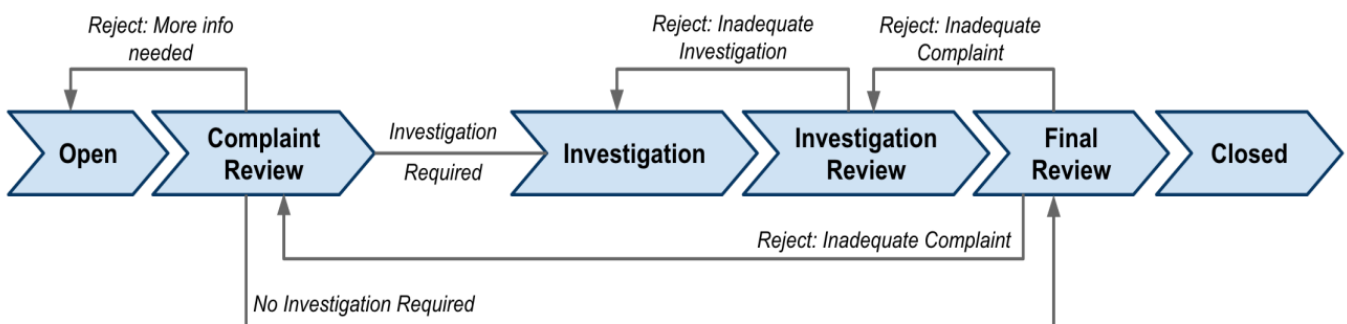 Reject: More info
needed
Reject: Inadequate
Investigation
Reject: Inadequate
Complaint
Open
Complaint
Review
Investigation
Required
Investigation
Investigation
Review
Final
Review
Closed
Reject: Inadequate Complaint
No Investigation Required